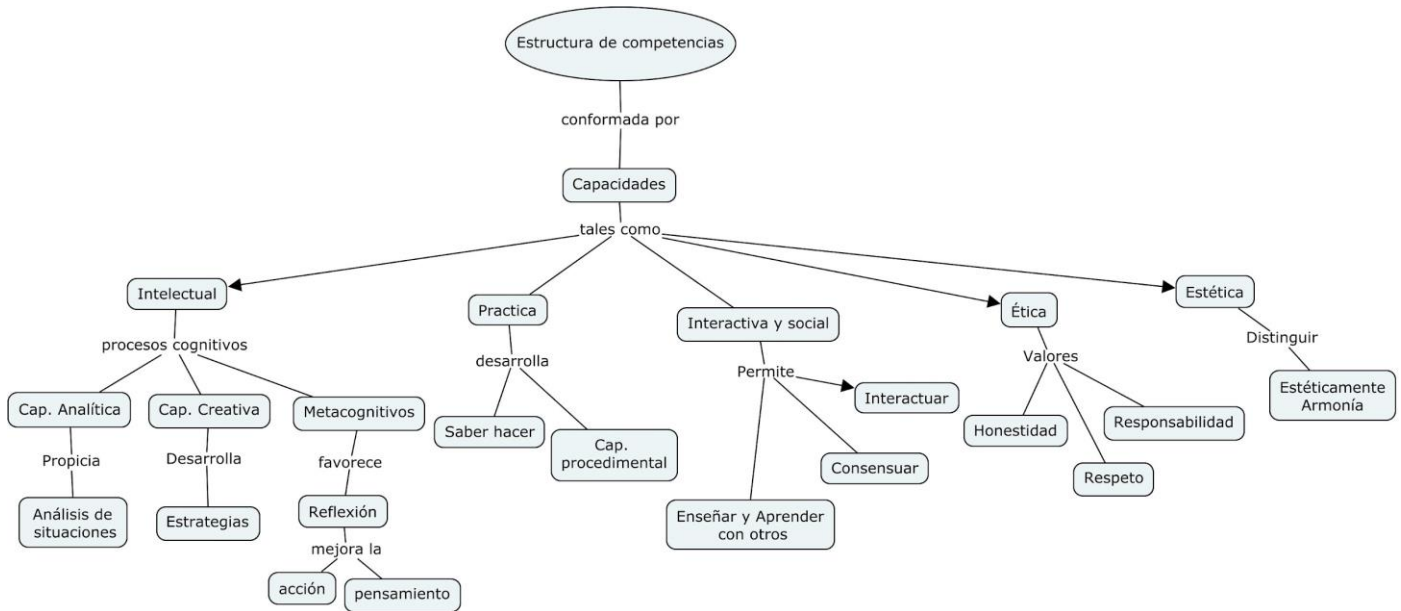 Estructura de competencias
conformada por
Capacidades
tales como
Intelectual
Practica
Interactiva y social
Ética
Estética
procesos cognitivos
desarrolla
Permite
Valores
Distinguir
Cap. Analítica
Cap. Creativa
Metacognitivos
Saber hacer
Cap.
procedimental
Interactuar
Consensuar
Enseñar y Aprender
con otros
Honestidad
Respeto
Responsabilidad
Estéticamente
Armonía
Propicia
Desarrolla
favorece
Análisis de
situaciones
Estrategias
Reflexión
mejora la
acción
pensamiento